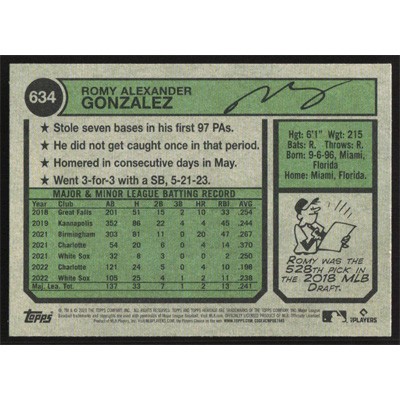 634
ROMY ALEXANDER
GONZALEZ
★ Stole seven bases in his first 97 PAs.
★ He did not get caught once in that period.
★ Homered in consecutive days in May.
★ Went 3-for-3 with a SB, 5-21-23.
Hgt: 6'1" Wgt: 215
Bats: R. Throws: R.
Born: 9-6-96, Miami, Florida
Home: Miami, Florida.
MAJOR & MINOR LEAGUE BATTING RECORD
Year Club AB H 2B 3B HR RBI AVG
2018 Great Falls 201 51 15 2 10 33 .254
2019 Kannapolis 352 86 22 4 4 45 .244
2021 Birmingham 303 81 11 0 20 47 .267
2021 Charlotte 54 20 6 0 4 .370
2021 White Sox 32 8 3 0 0 .250
2022 Charlotte 122 24 5 2 4 10
2022 White Sox 105 25 4 1 2 .238
Maj. Lea. Tot. 137 33 7 1 2 .241
ROMY WAS THE
528TH PICK IN
THE 2018 MLB
DRAFT.
Topps
PLAYERS